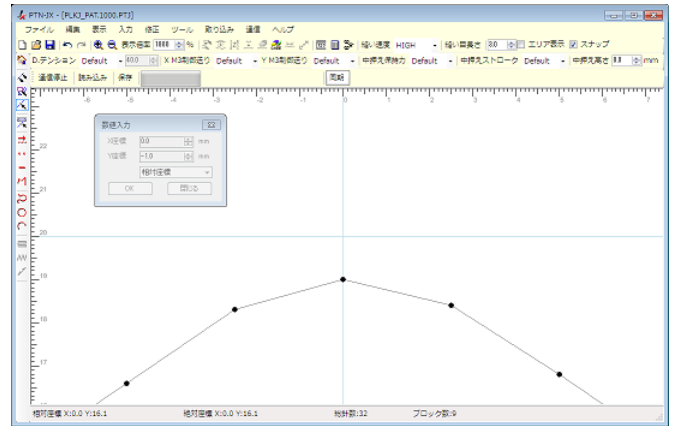 PTN-JX - [PLKJ_PAT.1000.PTJ]
ファイル 編集 表示 入力 修正 ツール 取り込み 通信 ヘルプ
表示倍率 1000 % 縫い速度 HIGH 縫い目長さ 3.0 エリア表示 スナップ
D.テンション Default 40.0 X M3制御送り Default Y M3制御送り Default 中押え保持力 Default 中押えストローク Default 中押え高さ mm
通信停止 読み込み 保存 同期
-6 -5 -4 -3 -2 -1 0 1 2 3 4 5 6 7
数値入力
X座標 0.0 mm
Y座標 -1.0 mm
相対座標
OK 閉じる
22
21
20
19
18
17
相対座標 X:0.0 Y:16.1 絶対座標 X:0.0 Y:16.1 総針数:32 ブロック数:9